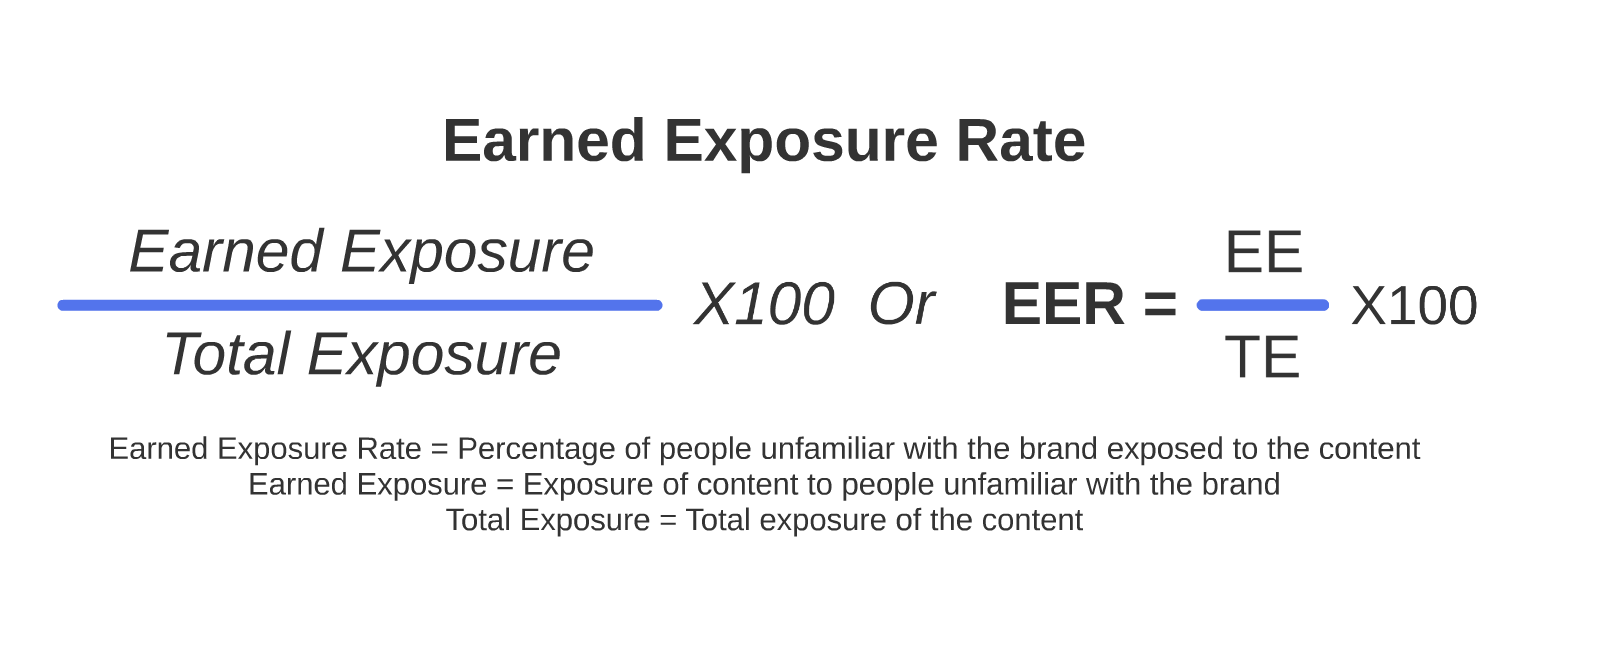 Earned Exposure Rate
Earned Exposure
Total Exposure
X100 Or EER =
EE
TE
X100
Earned Exposure Rate = Percentage of people unfamiliar with the brand exposed to the content
Earned Exposure = Exposure of content to people unfamiliar with the brand
Total Exposure = Total exposure of the content